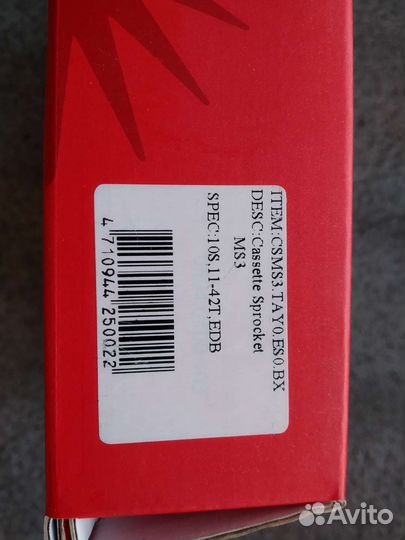 ITEM:CSMS3.TAY0.ES0.BX
DESC:Cassette Sprocket
MS3
SPEC:10S,11-42T,EDB
4 710944 250022
Avito